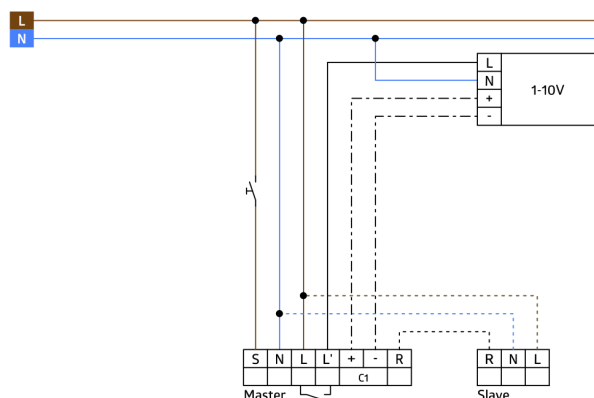 L
N
L
N
+
-
1-10V
S N L L' + - R
C1
R N L
Master
Slave